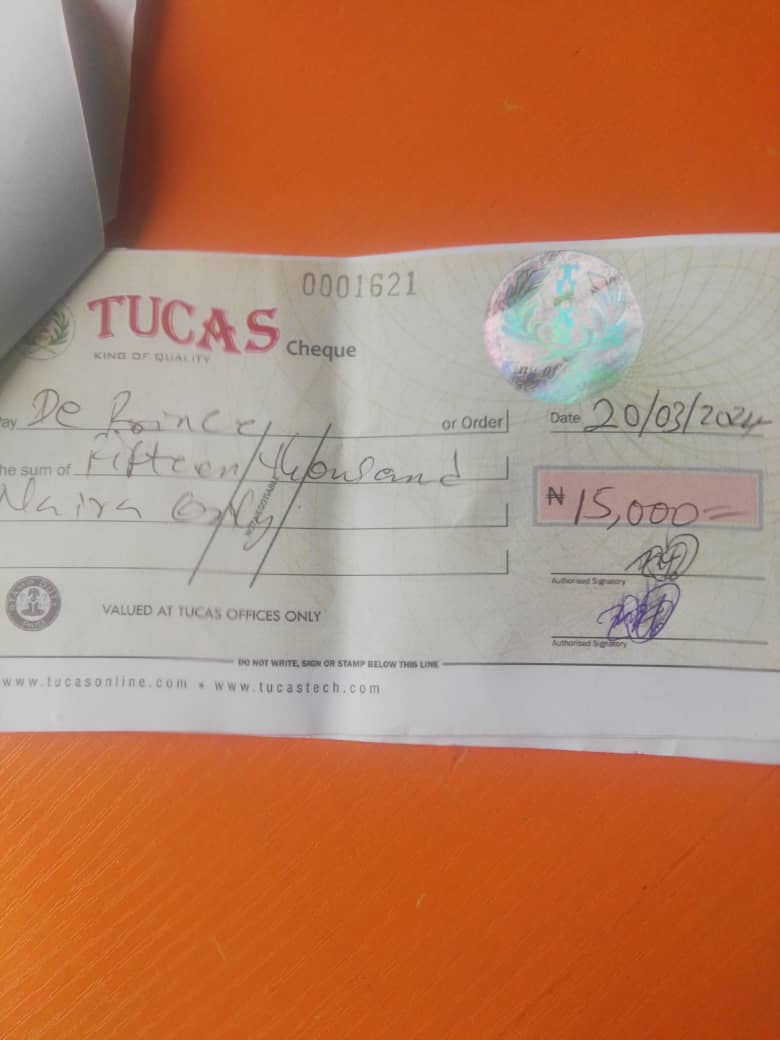 0001621
TUCAS
KING OF QUALITY
Cheque
Pay De Prince or Order
Date 20/03/2024
The sum of Fifteen thousand
Naira Only
₦ 15,000=
NOT NEGOTIABLE
Authorised Signatory
VALUED AT TUCAS OFFICES ONLY
Authorised Signatory
DO NOT WRITE, SIGN OR STAMP BELOW THIS LINE
www.tucasonline.com * www.tucastech.com